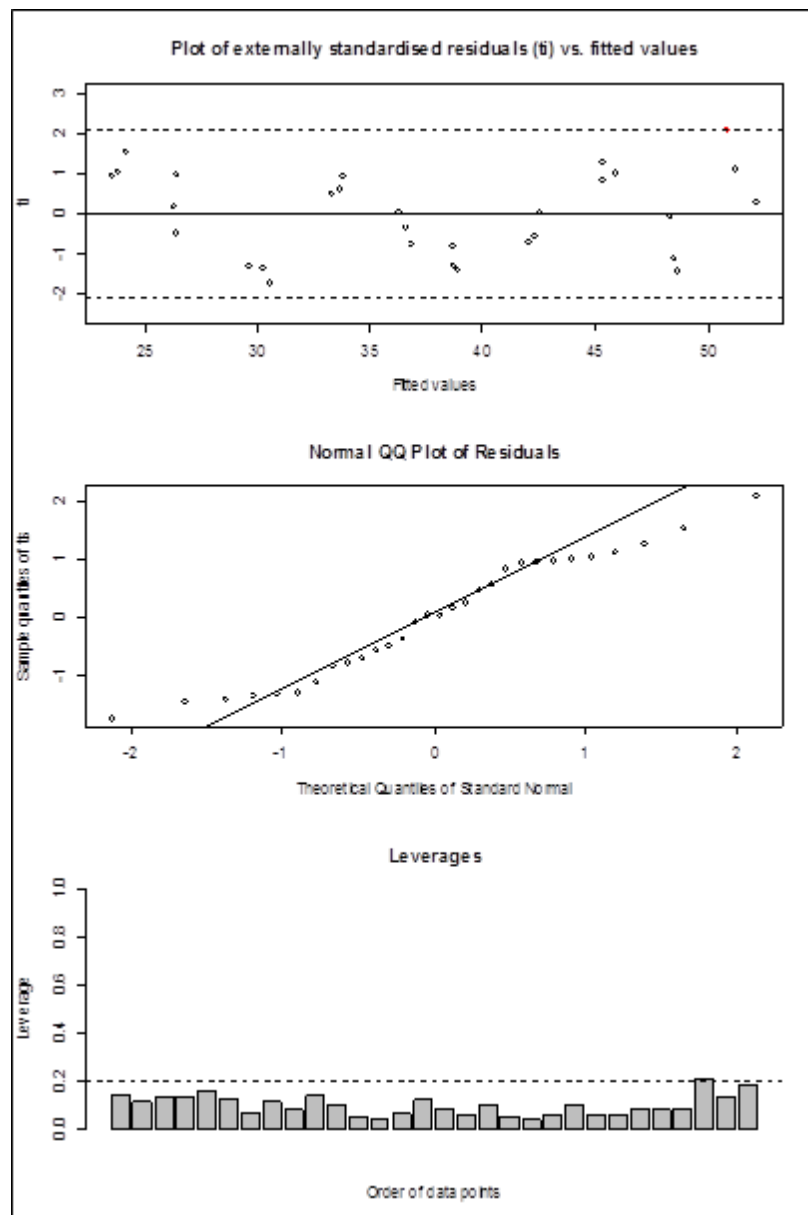 Plot of externally standardised residuals (ti) vs. fitted values
3
2
1
0
-1
-2
ti
25 30 35 40 45 50
Fitted values
Normal QQ Plot of Residuals
2
1
0
-1
Sample quantiles of tis
-2 -1 0 1 2
Theoretical Quantiles of Standard Normal
Leverages
1.0
0.8
0.6
0.4
0.2
0.0
Leverage
Order of data points